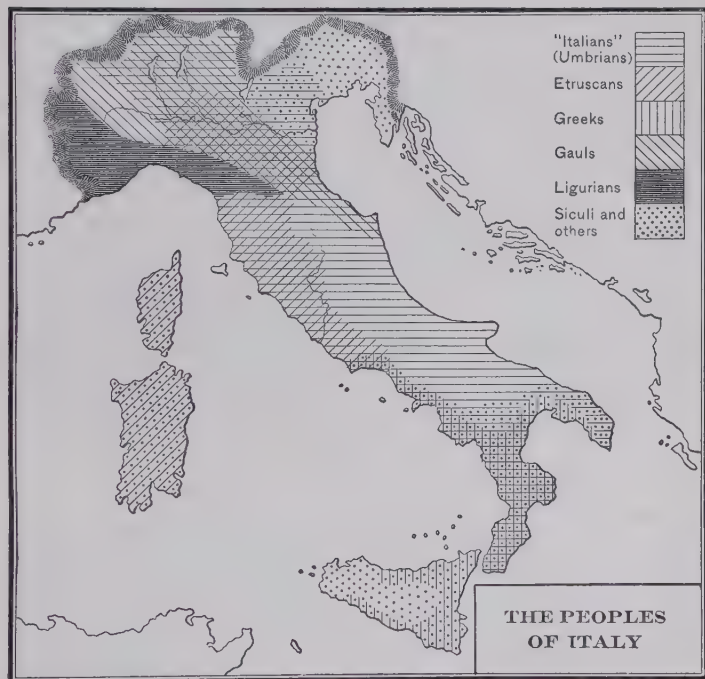 "Italians"
(Umbrians)
Etruscans
Greeks
Gauls
Ligurians
Siculi and
others
THE PEOPLES
OF ITALY